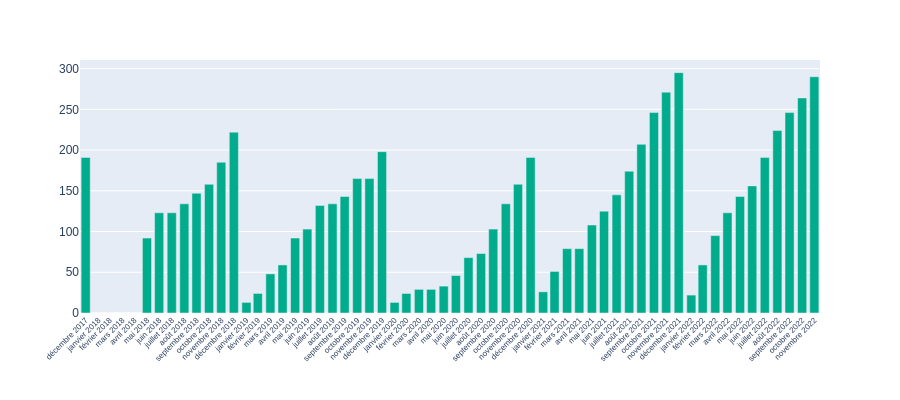 300
250
200
150
100
50
0
décembre 2017
janvier 2018
février 2018
mars 2018
avril 2018
mai 2018
juin 2018
juillet 2018
août 2018
septembre 2018
octobre 2018
novembre 2018
décembre 2018
janvier 2019
février 2019
mars 2019
avril 2019
mai 2019
juin 2019
juillet 2019
août 2019
septembre 2019
octobre 2019
novembre 2019
décembre 2019
janvier 2020
février 2020
mars 2020
avril 2020
mai 2020
juin 2020
juillet 2020
août 2020
septembre 2020
octobre 2020
novembre 2020
décembre 2020
janvier 2021
février 2021
mars 2021
avril 2021
mai 2021
juin 2021
juillet 2021
août 2021
septembre 2021
octobre 2021
novembre 2021
décembre 2021
janvier 2022
février 2022
mars 2022
avril 2022
mai 2022
juin 2022
juillet 2022
août 2022
septembre 2022
octobre 2022
novembre 2022